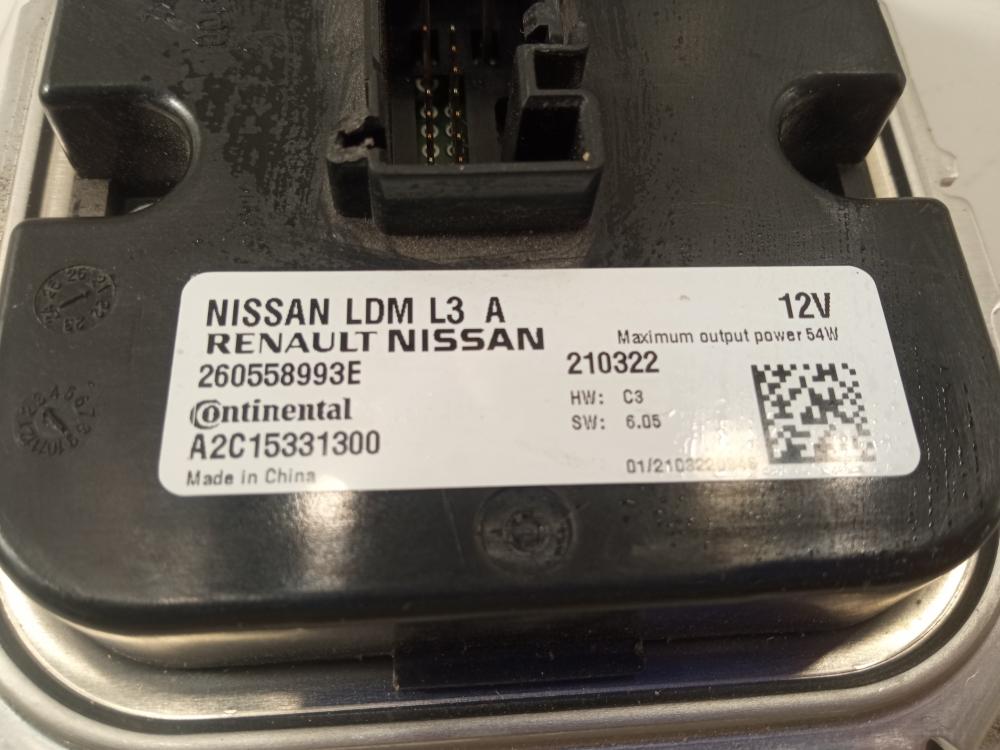 NISSAN LDM L3 A
12V
RENAULT NISSAN
Maximum output power 54W
260558993E
210322
Continental
HW: C3
A2C15331300
SW: 6.05
Made in China